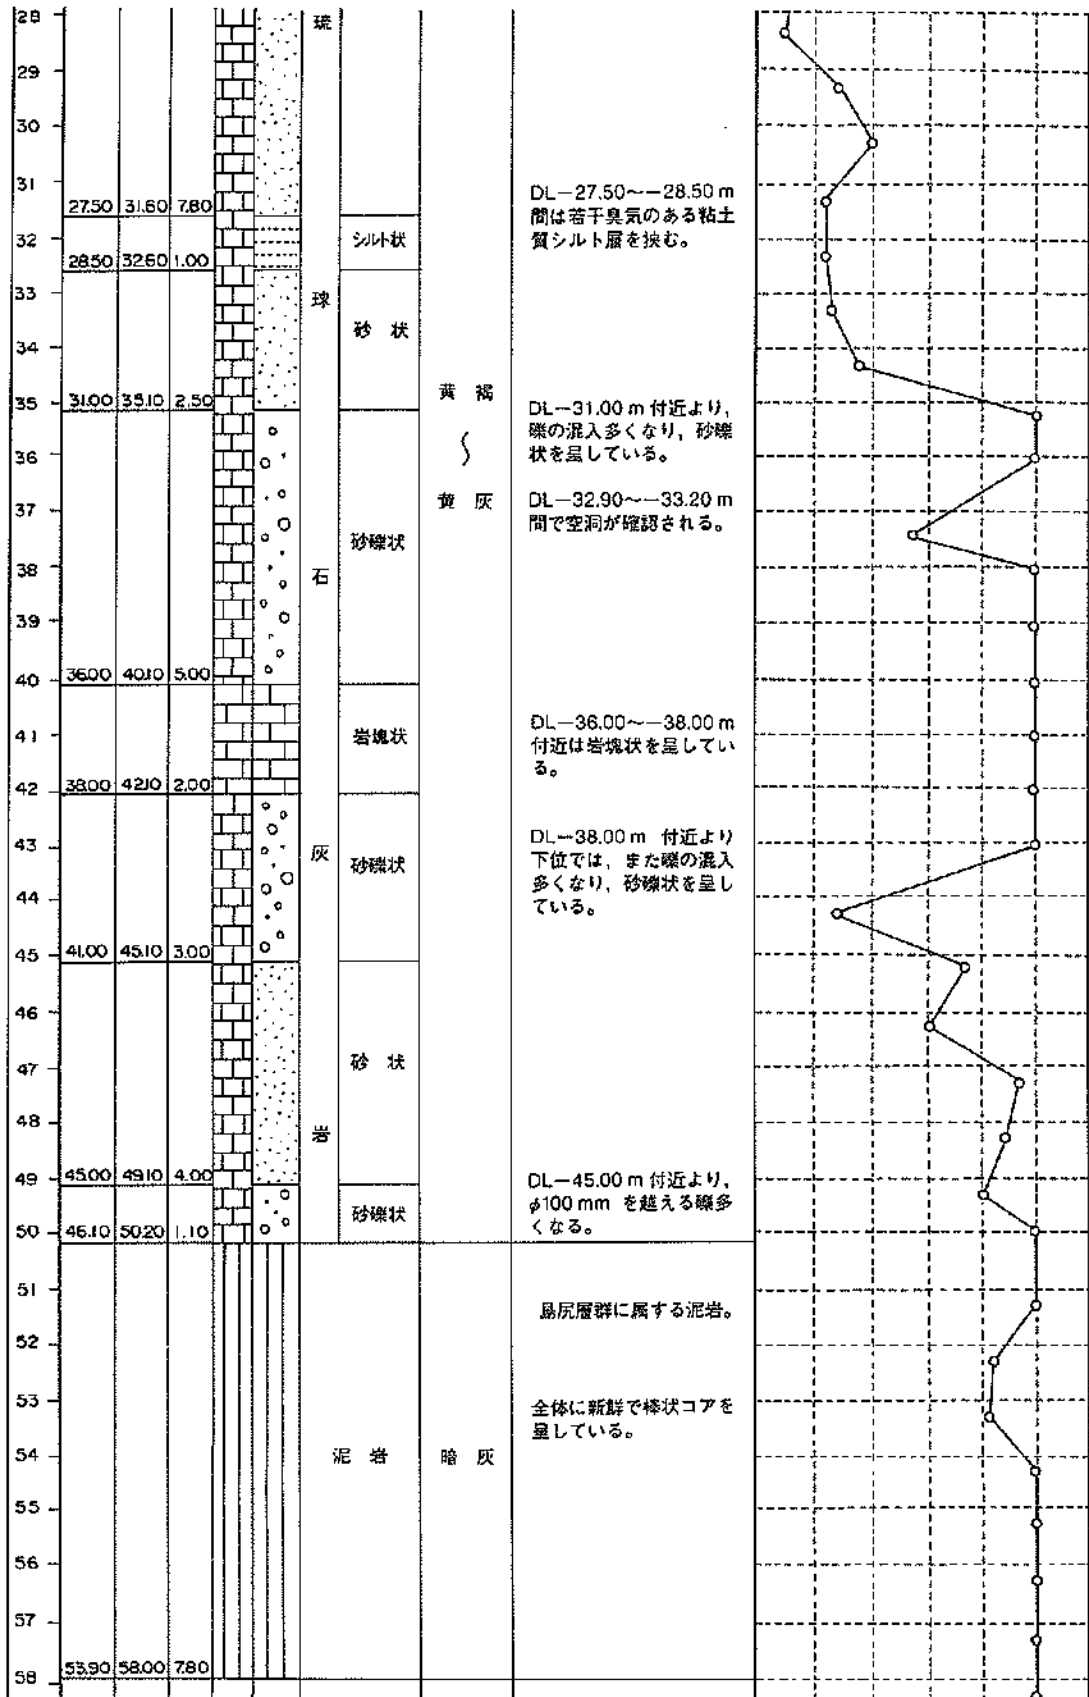 28
29
30
31
32
33
34
35
36
37
38
39
40
41
42
43
44
45
46
47
48
49
50
51
52
53
54
55
56
57
58
27.50 31.60 7.80
28.50 32.60 1.00
31.00 35.10 2.50
36.00 40.10 5.00
38.00 42.10 2.00
41.00 45.10 3.00
45.00 49.10 4.00
46.10 50.20 1.10
53.90 58.00 7.80
琉
球
石
灰
岩
シルト状
砂 状
砂礫状
岩塊状
砂礫状
砂 状
砂礫状
泥 岩
黄 褐
〜
黄 灰
暗 灰
DL−27.50〜−28.50 m
間は若干臭気のある粘土
質シルト層を挟む。
DL−31.00 m 付近より,
礫の混入多くなり,砂礫
状を呈している。
DL−32.90〜−33.20 m
間で空洞が確認される。
DL−36.00〜−38.00 m
付近は岩塊状を呈してい
る。
DL−38.00 m 付近より
下位では,また礫の混入
多くなり,砂礫状を呈し
ている。
DL−45.00 m 付近より,
φ100 mm を越える礫多
くなる。
島尻層群に属する泥岩。
全体に新鮮で棒状コアを
呈している。